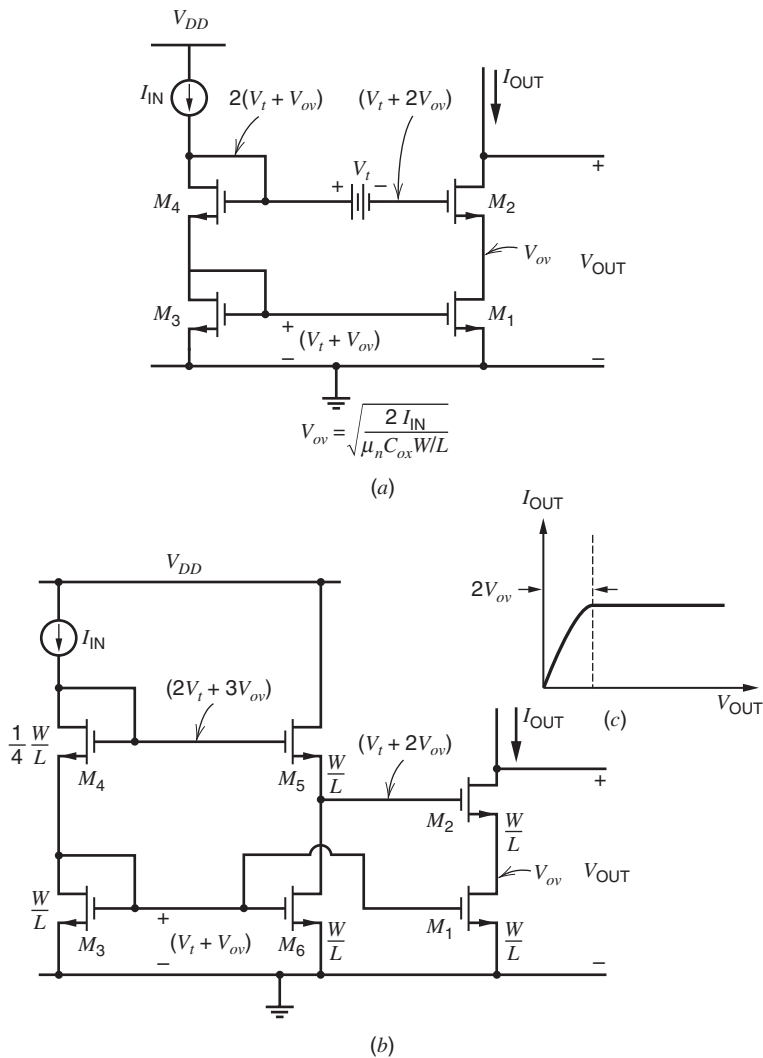 V_DD
I_IN
I_OUT
2(V_t + V_ov)
(V_t + 2V_ov)
V_t
+
+ −
M_4
M_2
V_ov
V_OUT
M_3
M_1
+
(V_t + V_ov)
−
−
V_ov = √(2 I_IN / μ_n C_ox W/L)
(a)
I_OUT
2V_ov
V_OUT
(c)
V_DD
I_IN
(2V_t + 3V_ov)
I_OUT
(V_t + 2V_ov)
1/4 W/L
M_4
M_5
W/L
+
M_2
W/L
V_ov
V_OUT
W/L
M_3
+
(V_t + V_ov)
−
M_6
W/L
M_1
W/L
−
(b)